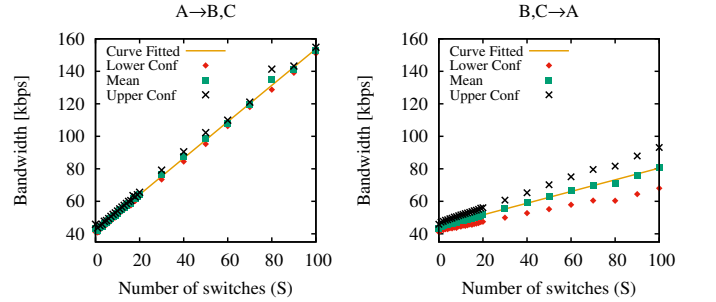 A→B,C
160
140
120
100
80
60
40
Bandwidth [kbps]
Curve Fitted
Lower Conf
Mean
Upper Conf
0 20 40 60 80 100
Number of switches (S)
B,C→A
160
140
120
100
80
60
40
Bandwidth [kbps]
Curve Fitted
Lower Conf
Mean
Upper Conf
0 20 40 60 80 100
Number of switches (S)